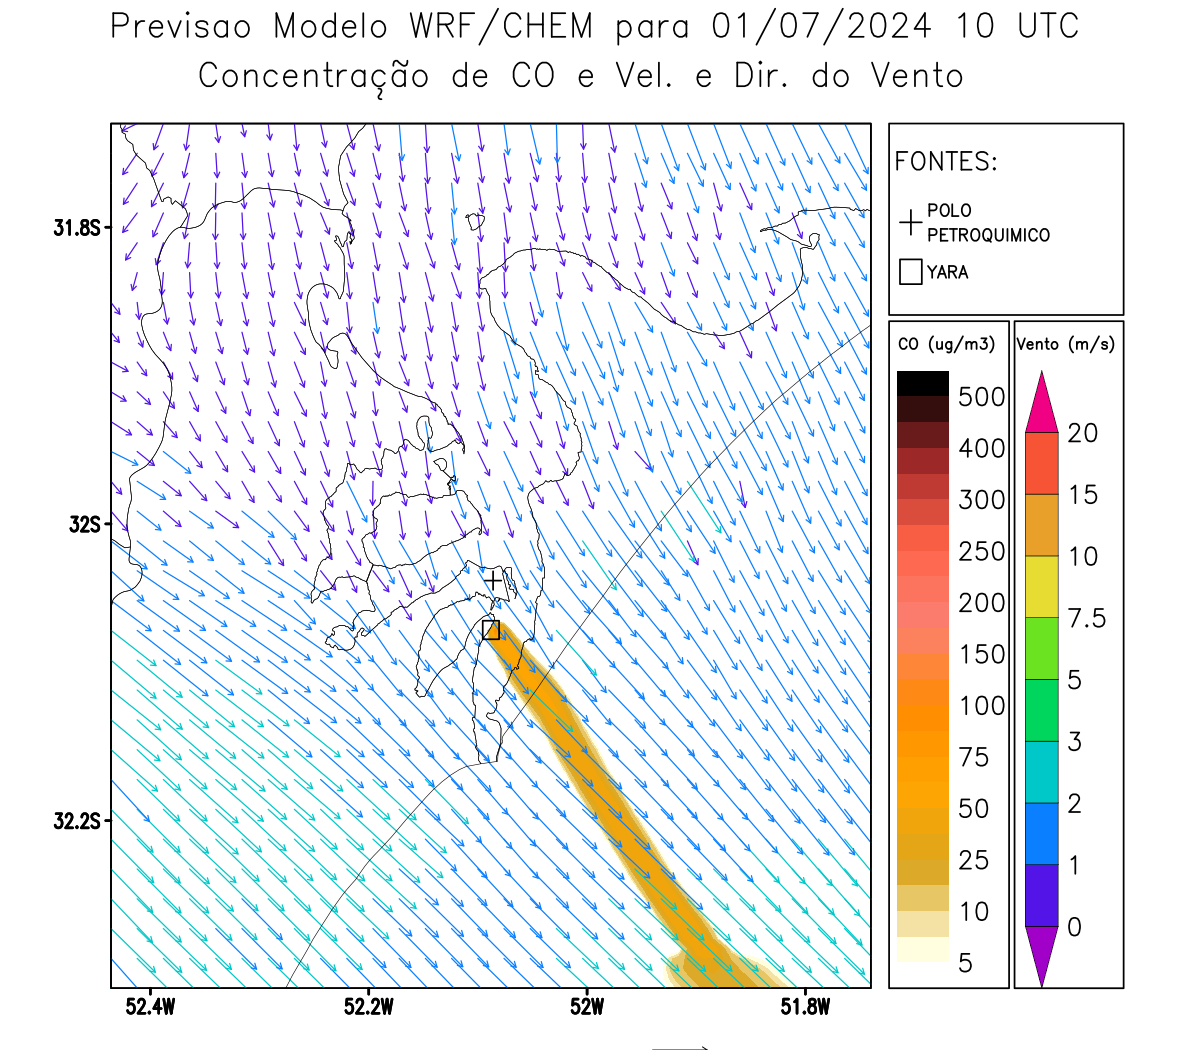 Previsao Modelo WRF/CHEM para 01/07/2024 10 UTC
Concentração de CO e Vel. e Dir. do Vento
FONTES:
POLO
PETROQUIMICO
YARA
CO (ug/m3)
500
400
300
250
200
150
100
75
50
25
10
5
Vento (m/s)
20
15
10
7.5
5
3
2
1
0
31.8S
32S
32.2S
52.4W
52.2W
52W
51.8W